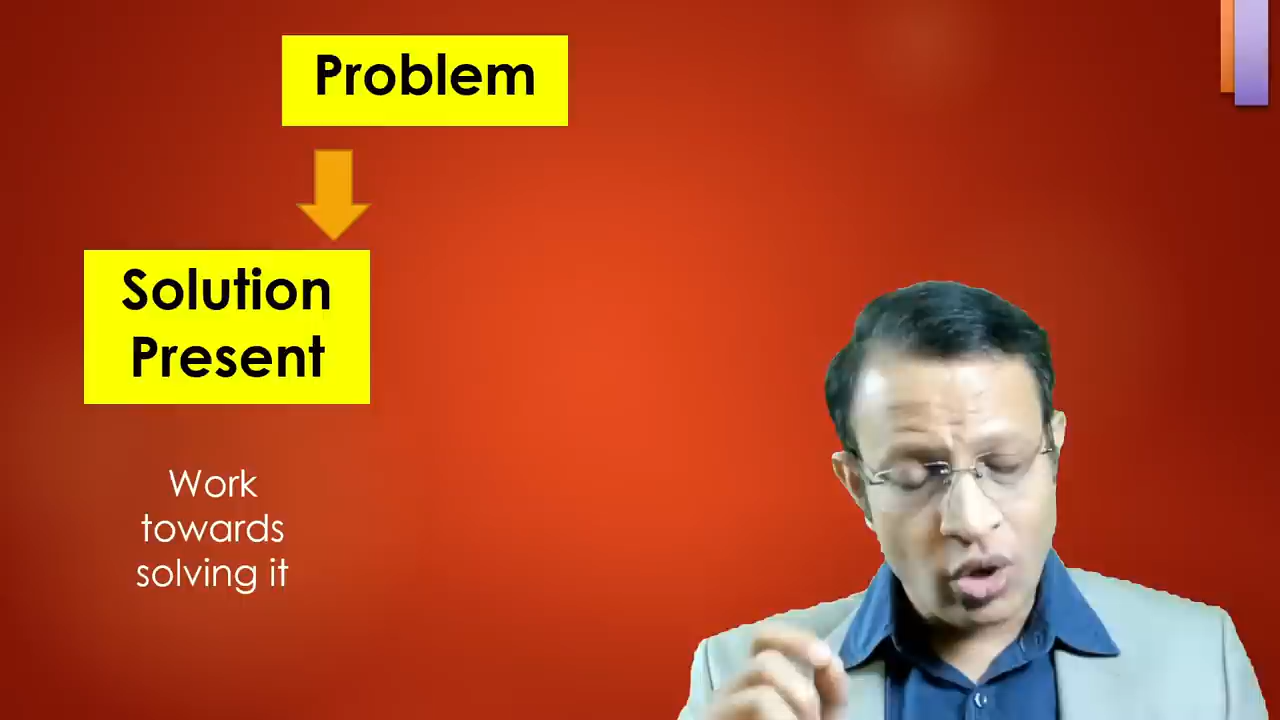 Problem
Solution
Present
Work
towards
solving it